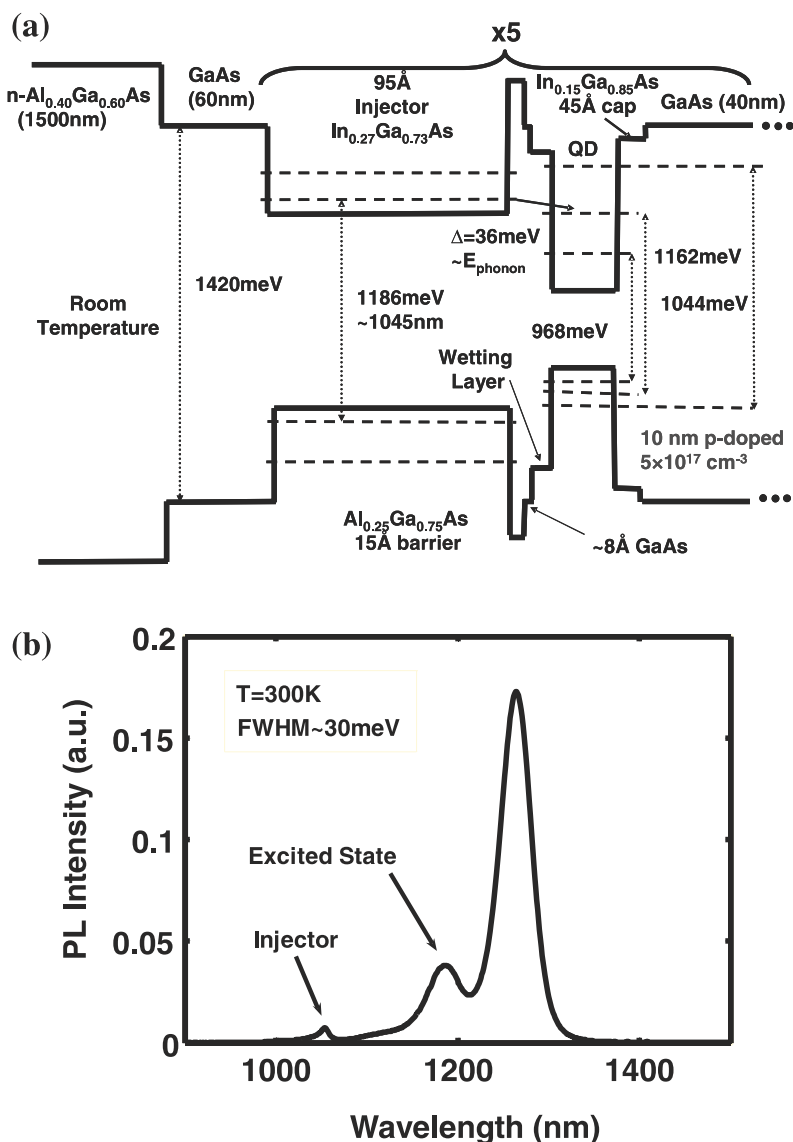 (a)
x5
n-Al0.40Ga0.60As
(1500nm)
GaAs
(60nm)
95Å
Injector
In0.27Ga0.73As
In0.15Ga0.85As
45Å cap
GaAs (40nm)
QD
Δ=36meV
~Ephonon
1420meV
1186meV
~1045nm
1162meV
1044meV
968meV
Room
Temperature
Wetting
Layer
10 nm p-doped
5×10¹⁷ cm⁻³
Al0.25Ga0.75As
15Å barrier
~8Å GaAs
(b)
0.2
0.15
0.1
0.05
0
T=300K
FWHM~30meV
Excited State
Injector
PL Intensity (a.u.)
1000
1200
1400
Wavelength (nm)